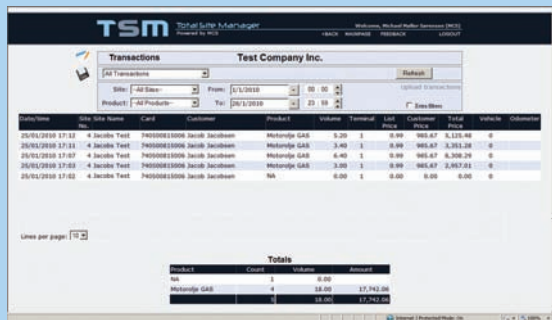 TSM Total Site Manager
Powered by MCS
Welcome, Michael Møller Sørensen (MCS)
<BACK MAINPAGE FEEDBACK LOGOUT
Transactions Test Company Inc.
All Transactions Refresh
Site: -All Sites- From: 1/1/2010 00 : 00 Upload transactions
Product: -All Products- To: 26/1/2010 23 : 59
Date/time Site No. Site Name Card Customer Product Volume Terminal List Price Customer Price Total Price Vehicle Odometer
25/01/2010 17:12 4 Jacobs Test 740500815006 Jacob Jacobsen Motorolje GAS 5.20 1 0.99 985.67 5,125.48 0
25/01/2010 17:11 4 Jacobs Test 740500815006 Jacob Jacobsen Motorolje GAS 3.40 1 0.99 985.67 3,351.28 0
25/01/2010 17:07 4 Jacobs Test 740500815006 Jacob Jacobsen Motorolje GAS 6.40 1 0.99 985.67 6,308.29 0
25/01/2010 17:03 4 Jacobs Test 740500815006 Jacob Jacobsen Motorolje GAS 3.00 1 0.99 985.67 2,957.01 0
25/01/2010 17:02 4 Jacobs Test 740500815006 Jacob Jacobsen NA 0.00 1 0.00 0.00 0.00 0
Lines per page: 10
Totals
Product Count Volume Amount
NA 1 0.00
Motorolje GAS 4 18.00 17,742.06
5 18.00 17,742.06
Internet | Protected Mode: On 100%